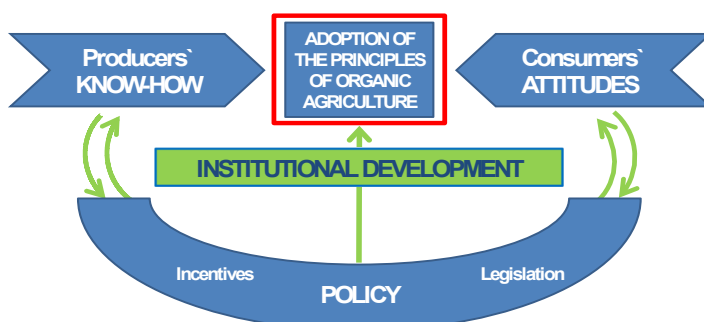 Producers`
KNOW-HOW
ADOPTION OF
THE PRINCIPLES
OF ORGANIC
AGRICULTURE
Consumers`
ATTITUDES
INSTITUTIONAL DEVELOPMENT
Incentives
POLICY
Legislation